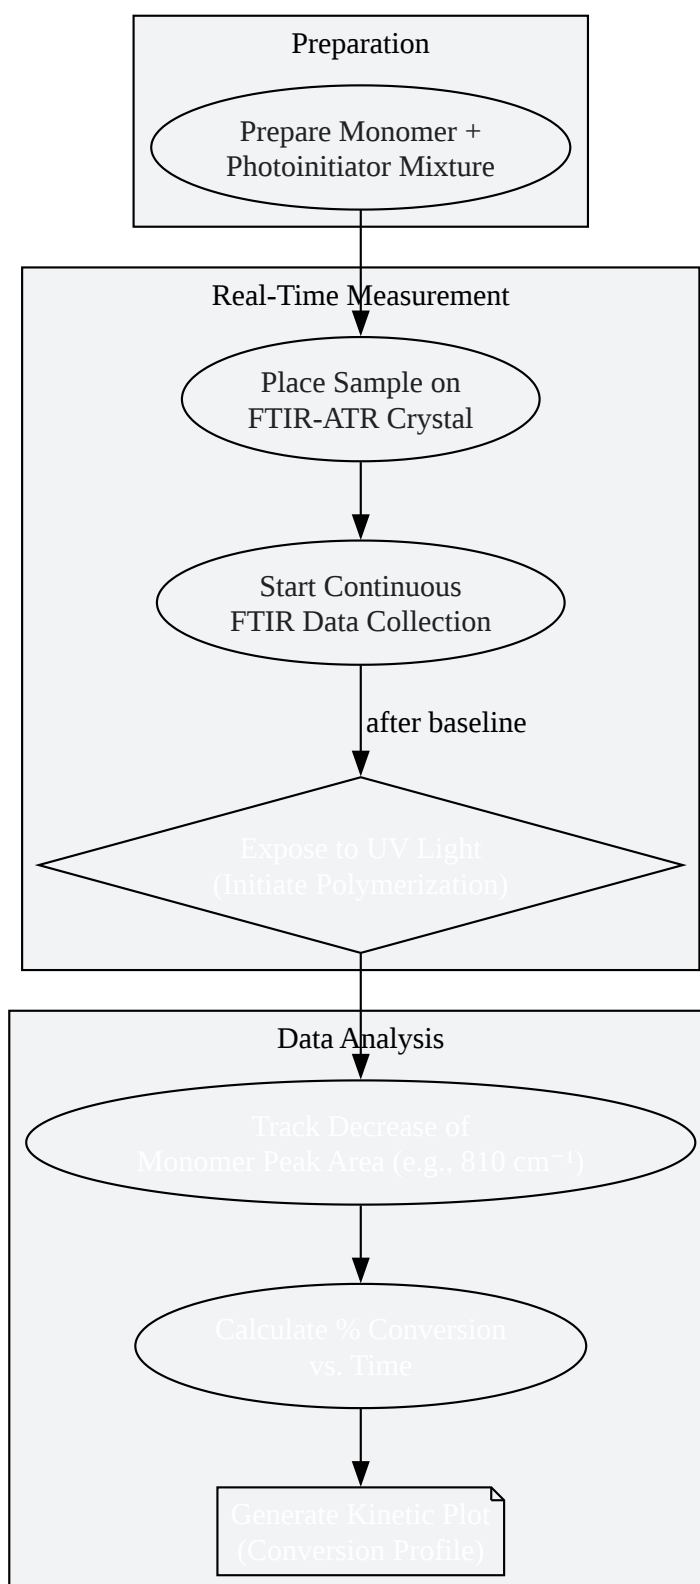 Preparation
Prepare Monomer +
Photoinitiator Mixture
Real-Time Measurement
Place Sample on
FTIR-ATR Crystal
Start Continuous
FTIR Data Collection
after baseline
Expose to UV Light
(Initiate Polymerization)
Data Analysis
Track Decrease of
Monomer Peak Area (e.g., 810 cm⁻¹)
Calculate % Conversion
vs. Time
Generate Kinetic Plot
(Conversion Profile)